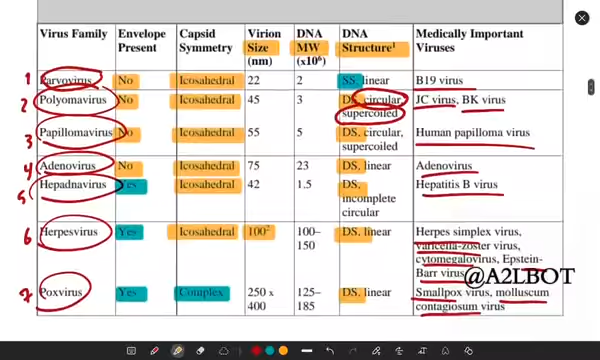 Virus Family Envelope Capsid Virion DNA DNA Medically Important
Present Symmetry Size MW Structure¹ Viruses
(nm) (x10⁶)
1 Parvovirus No Icosahedral 22 2 SS, linear B19 virus
2 Polyomavirus No Icosahedral 45 3 DS, circular, JC virus, BK virus
supercoiled
3 Papillomavirus No Icosahedral 55 5 DS, circular, Human papilloma virus
supercoiled
4 Adenovirus No Icosahedral 75 23 DS, linear Adenovirus
5 Hepadnavirus Yes Icosahedral 42 1.5 DS, Hepatitis B virus
incomplete
circular
6 Herpesvirus Yes Icosahedral 100² 100– DS, linear Herpes simplex virus,
150 varicella-zoster virus,
cytomegalovirus, Epstein-
Barr virus
@A2LBOT
7 Poxvirus Yes Complex 250 x 125– DS, linear Smallpox virus, molluscum
400 185 contagiosum virus